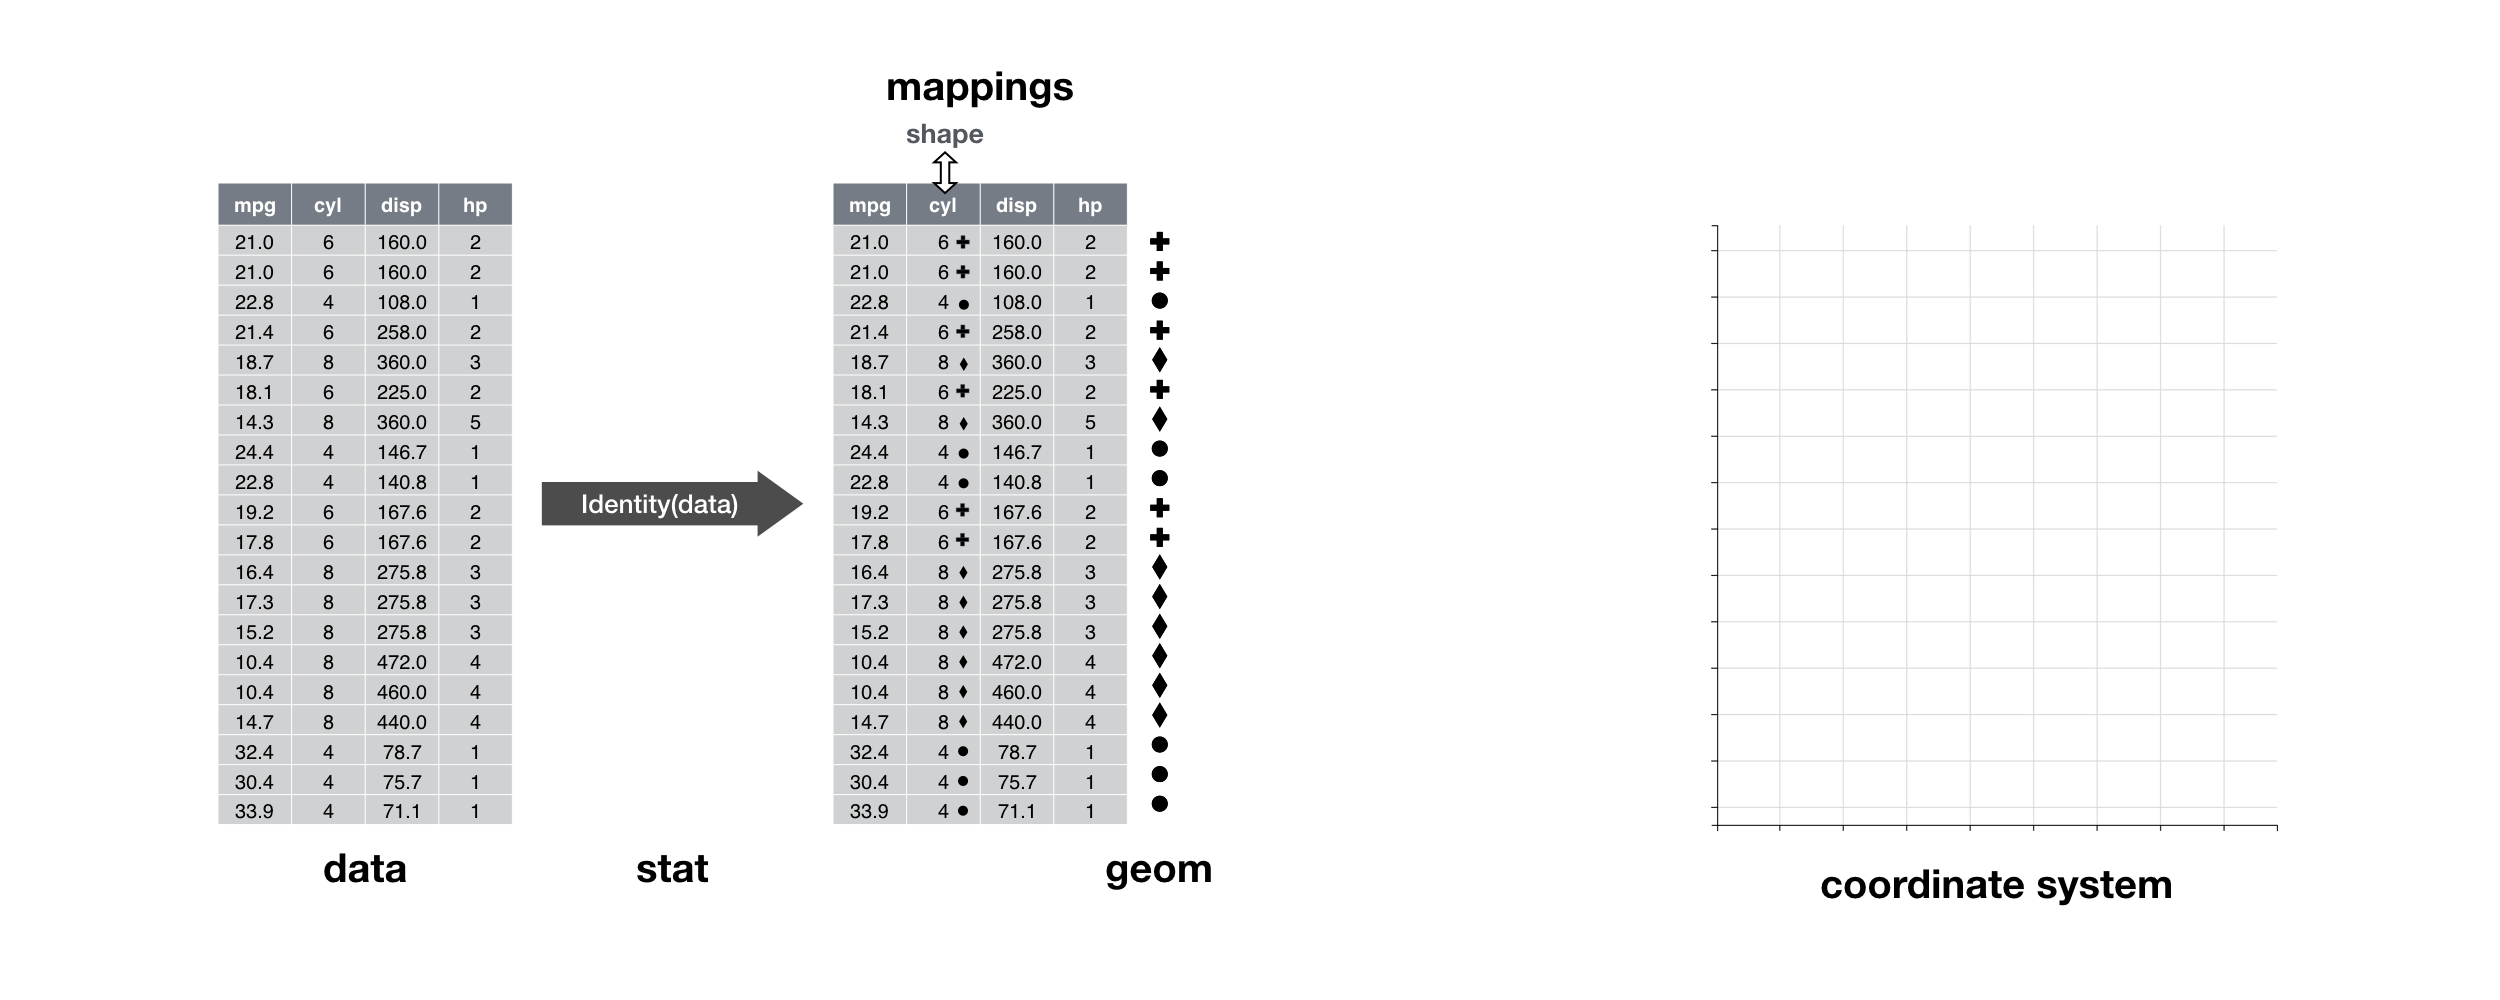 mappings
shape
mpg cyl disp hp
21.0 6 160.0 2
21.0 6 160.0 2
22.8 4 108.0 1
21.4 6 258.0 2
18.7 8 360.0 3
18.1 6 225.0 2
14.3 8 360.0 5
24.4 4 146.7 1
22.8 4 140.8 1
19.2 6 167.6 2
17.8 6 167.6 2
16.4 8 275.8 3
17.3 8 275.8 3
15.2 8 275.8 3
10.4 8 472.0 4
10.4 8 460.0 4
14.7 8 440.0 4
32.4 4 78.7 1
30.4 4 75.7 1
33.9 4 71.1 1
Identity(data)
mpg cyl disp hp
21.0 6 160.0 2
21.0 6 160.0 2
22.8 4 108.0 1
21.4 6 258.0 2
18.7 8 360.0 3
18.1 6 225.0 2
14.3 8 360.0 5
24.4 4 146.7 1
22.8 4 140.8 1
19.2 6 167.6 2
17.8 6 167.6 2
16.4 8 275.8 3
17.3 8 275.8 3
15.2 8 275.8 3
10.4 8 472.0 4
10.4 8 460.0 4
14.7 8 440.0 4
32.4 4 78.7 1
30.4 4 75.7 1
33.9 4 71.1 1
data
stat
geom
coordinate system